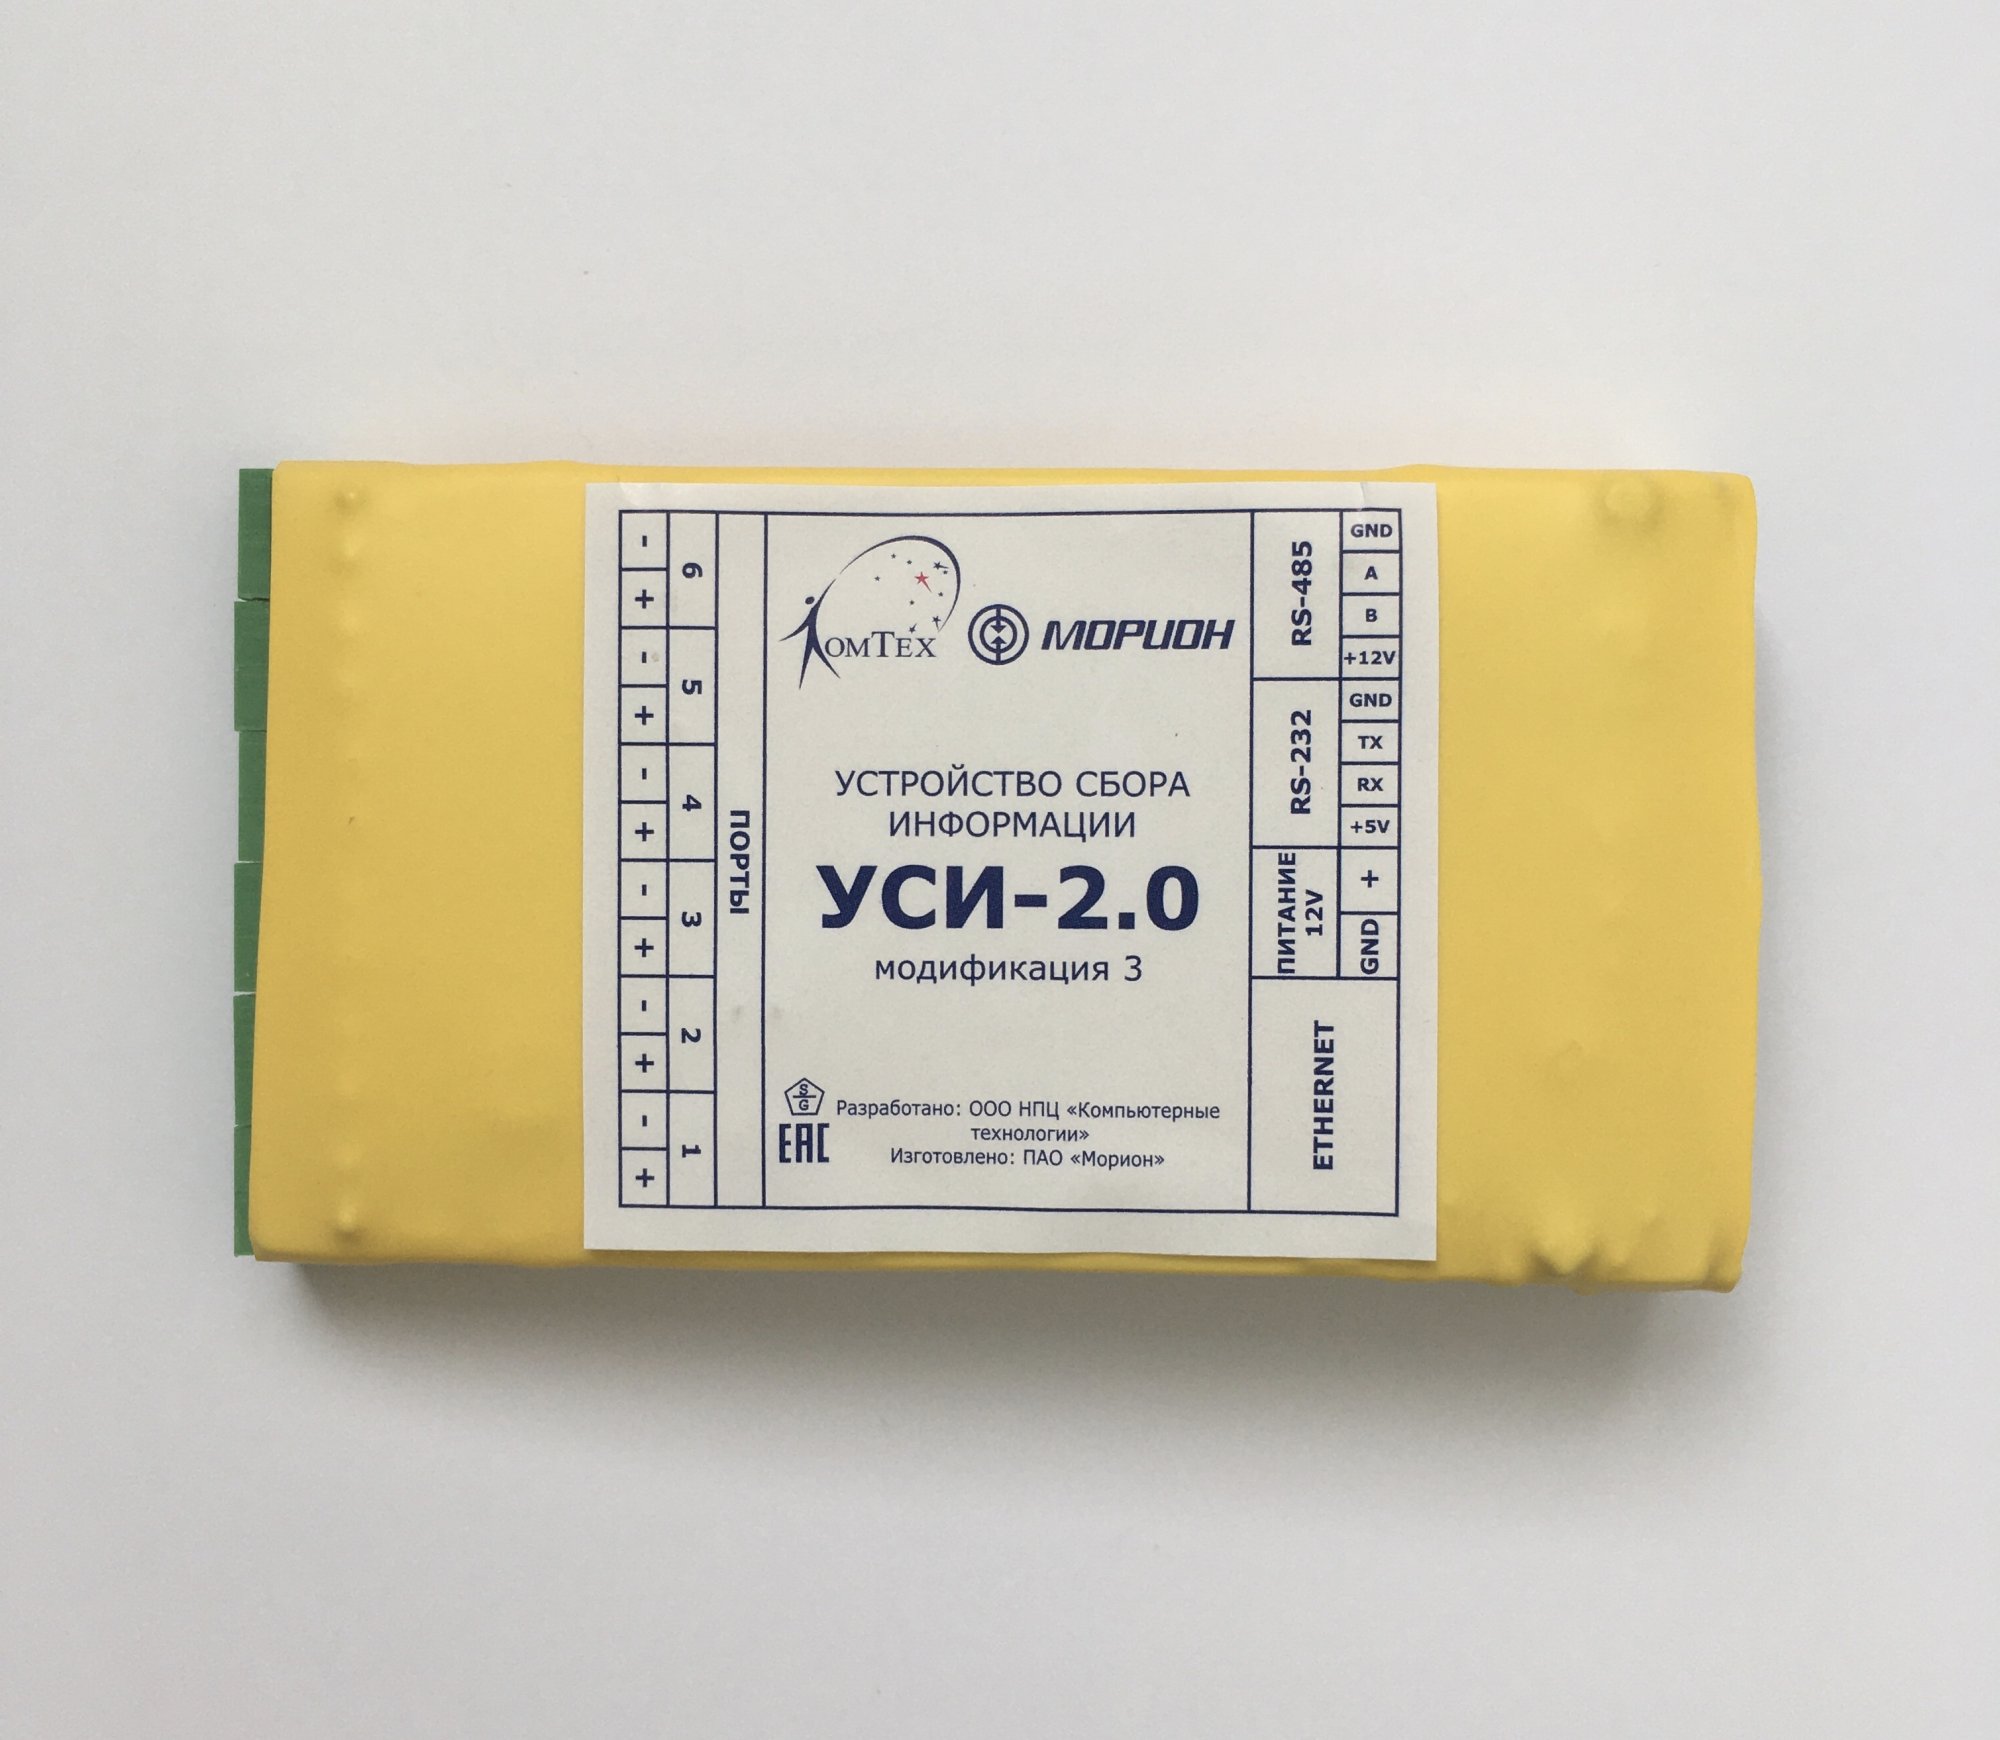 -
+
-
+
-
+
-
+
-
+
-
+
6
5
4
3
2
1
ПОРТЫ
КомТех
МОРИОН
УСТРОЙСТВО СБОРА
ИНФОРМАЦИИ
УСИ-2.0
модификация 3
S
G
EAC
Разработано: ООО НПЦ «Компьютерные
технологии»
Изготовлено: ПАО «Морион»
RS-485
GND
A
B
+12V
RS-232
GND
TX
RX
+5V
ПИТАНИЕ
12V
+
GND
ETHERNET